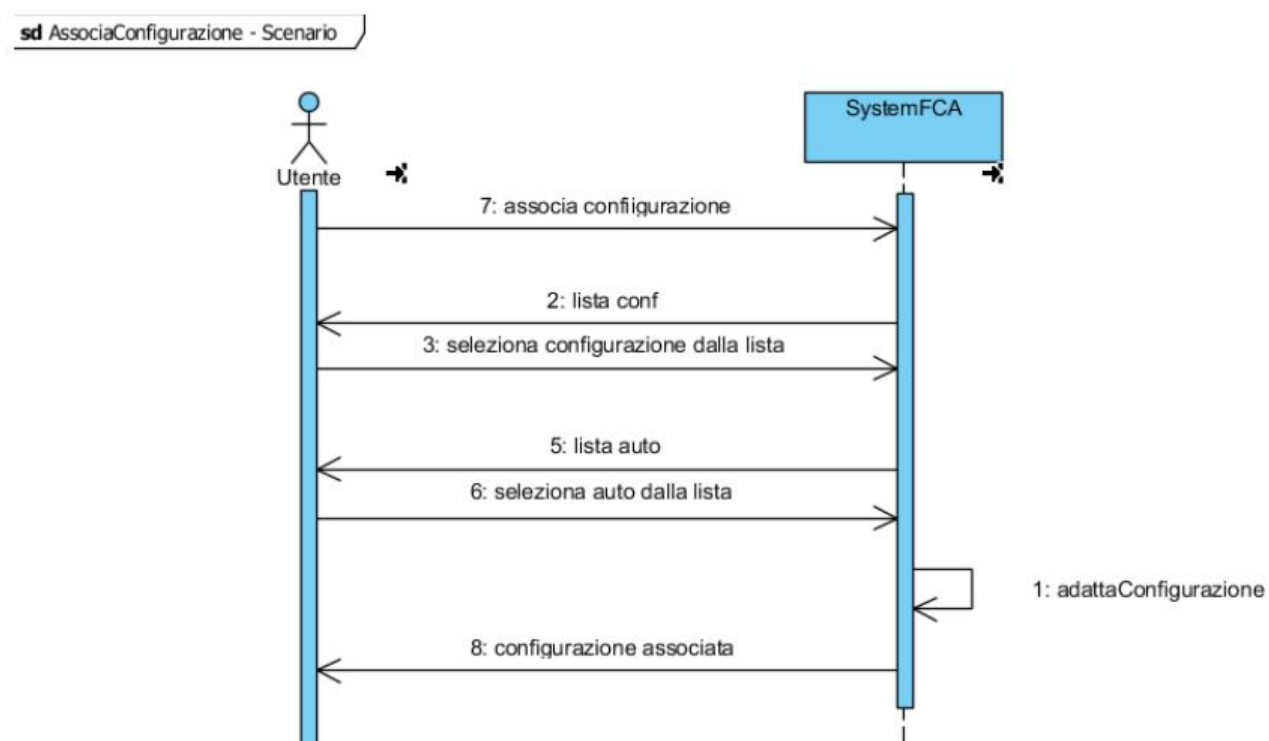 sd AssociaConfigurazione - Scenario
SystemFCA
Utente
7: associa confiigurazione
2: lista conf
3: seleziona configurazione dalla lista
5: lista auto
6: seleziona auto dalla lista
1: adattaConfigurazione
8: configurazione associata